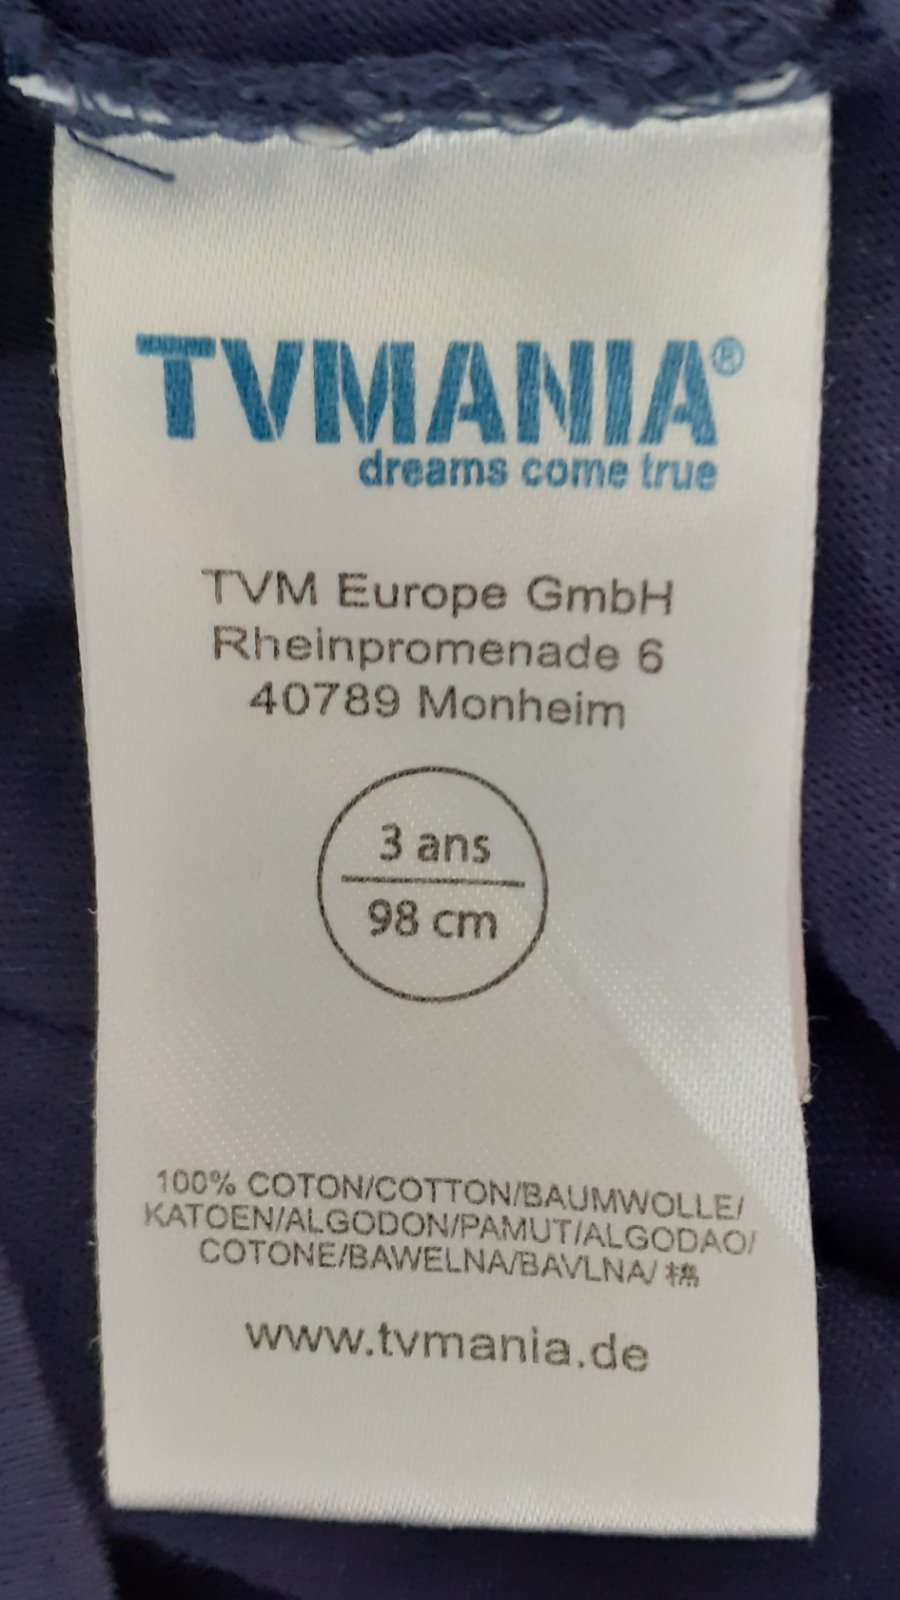 TVMANIA®
dreams come true
TVM Europe GmbH
Rheinpromenade 6
40789 Monheim
3 ans
98 cm
100% COTON/COTTON/BAUMWOLLE/
KATOEN/ALGODON/PAMUT/ALGODAO/
COTONE/BAWELNA/BAVLNA/
www.tvmania.de